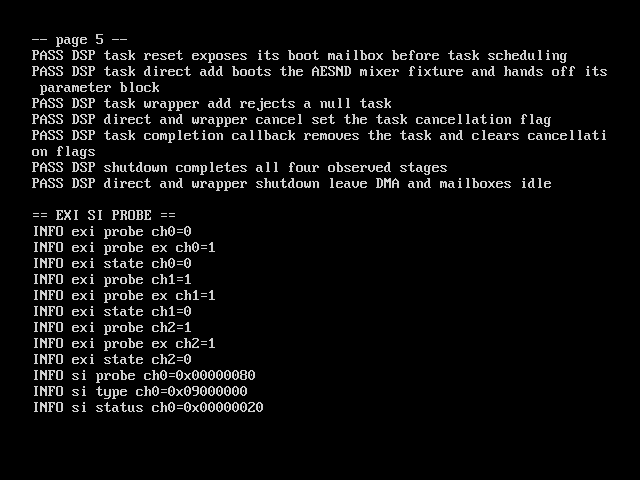 -- page 5 --
PASS DSP task reset exposes its boot mailbox before task scheduling
PASS DSP task direct add boots the AESND mixer fixture and hands off its
 parameter block
PASS DSP task wrapper add rejects a null task
PASS DSP direct and wrapper cancel set the task cancellation flag
PASS DSP task completion callback removes the task and clears cancellati
on flags
PASS DSP shutdown completes all four observed stages
PASS DSP direct and wrapper shutdown leave DMA and mailboxes idle

== EXI SI PROBE ==
INFO exi probe ch0=0
INFO exi probe ex ch0=1
INFO exi state ch0=0
INFO exi probe ch1=1
INFO exi probe ex ch1=1
INFO exi state ch1=0
INFO exi probe ch2=1
INFO exi probe ex ch2=1
INFO exi state ch2=0
INFO si probe ch0=0x00000080
INFO si type ch0=0x09000000
INFO si status ch0=0x00000020